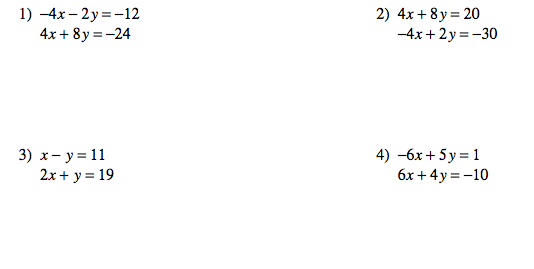 1) –4x – 2y = –12
4x + 8y = –24
2) 4x + 8y = 20
–4x + 2y = –30
3) x – y = 11
2x + y = 19
4) –6x + 5y = 1
6x + 4y = –10